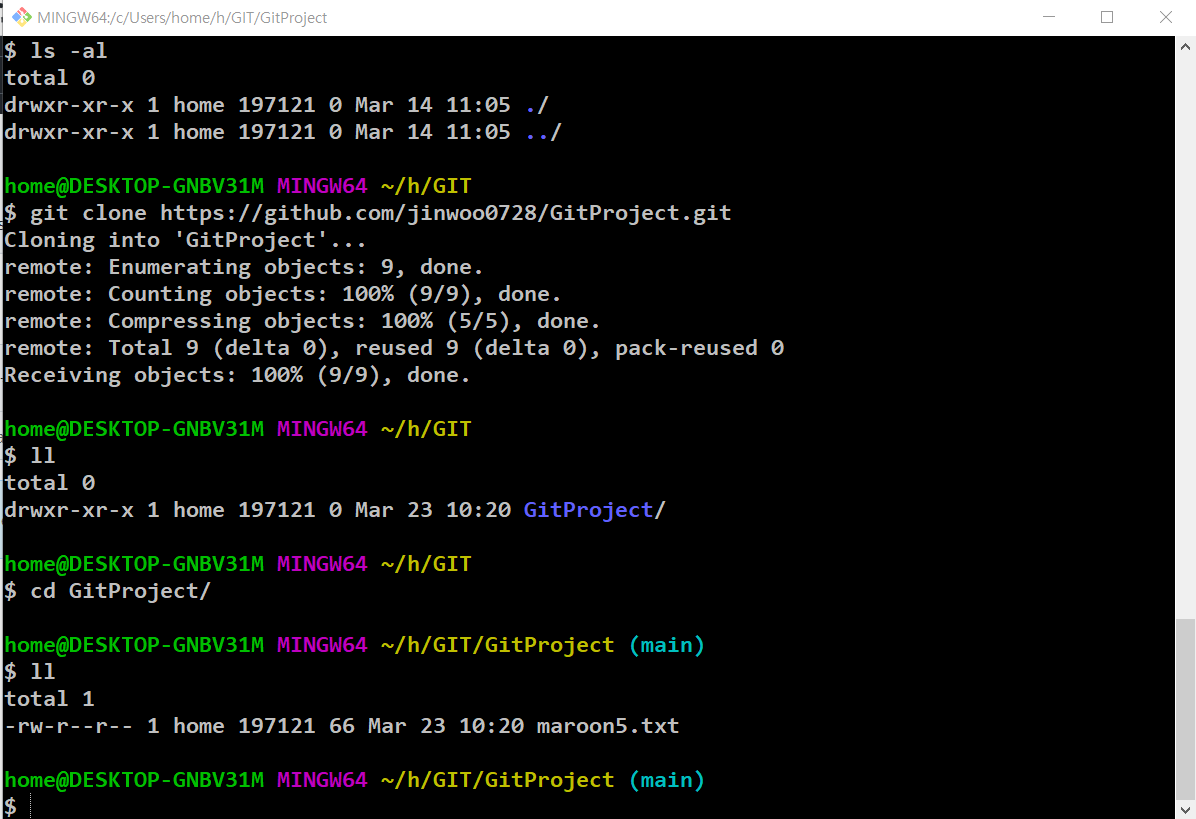 MINGW64:/c/Users/home/h/GIT/GitProject
$ ls -al
total 0
drwxr-xr-x 1 home 197121 0 Mar 14 11:05 ./
drwxr-xr-x 1 home 197121 0 Mar 14 11:05 ../
home@DESKTOP-GNBV31M MINGW64 ~/h/GIT
$ git clone https://github.com/jinwoo0728/GitProject.git
Cloning into 'GitProject'...
remote: Enumerating objects: 9, done.
remote: Counting objects: 100% (9/9), done.
remote: Compressing objects: 100% (5/5), done.
remote: Total 9 (delta 0), reused 9 (delta 0), pack-reused 0
Receiving objects: 100% (9/9), done.
home@DESKTOP-GNBV31M MINGW64 ~/h/GIT
$ ll
total 0
drwxr-xr-x 1 home 197121 0 Mar 23 10:20 GitProject/
home@DESKTOP-GNBV31M MINGW64 ~/h/GIT
$ cd GitProject/
home@DESKTOP-GNBV31M MINGW64 ~/h/GIT/GitProject (main)
$ ll
total 1
-rw-r--r-- 1 home 197121 66 Mar 23 10:20 maroon5.txt
home@DESKTOP-GNBV31M MINGW64 ~/h/GIT/GitProject (main)
$